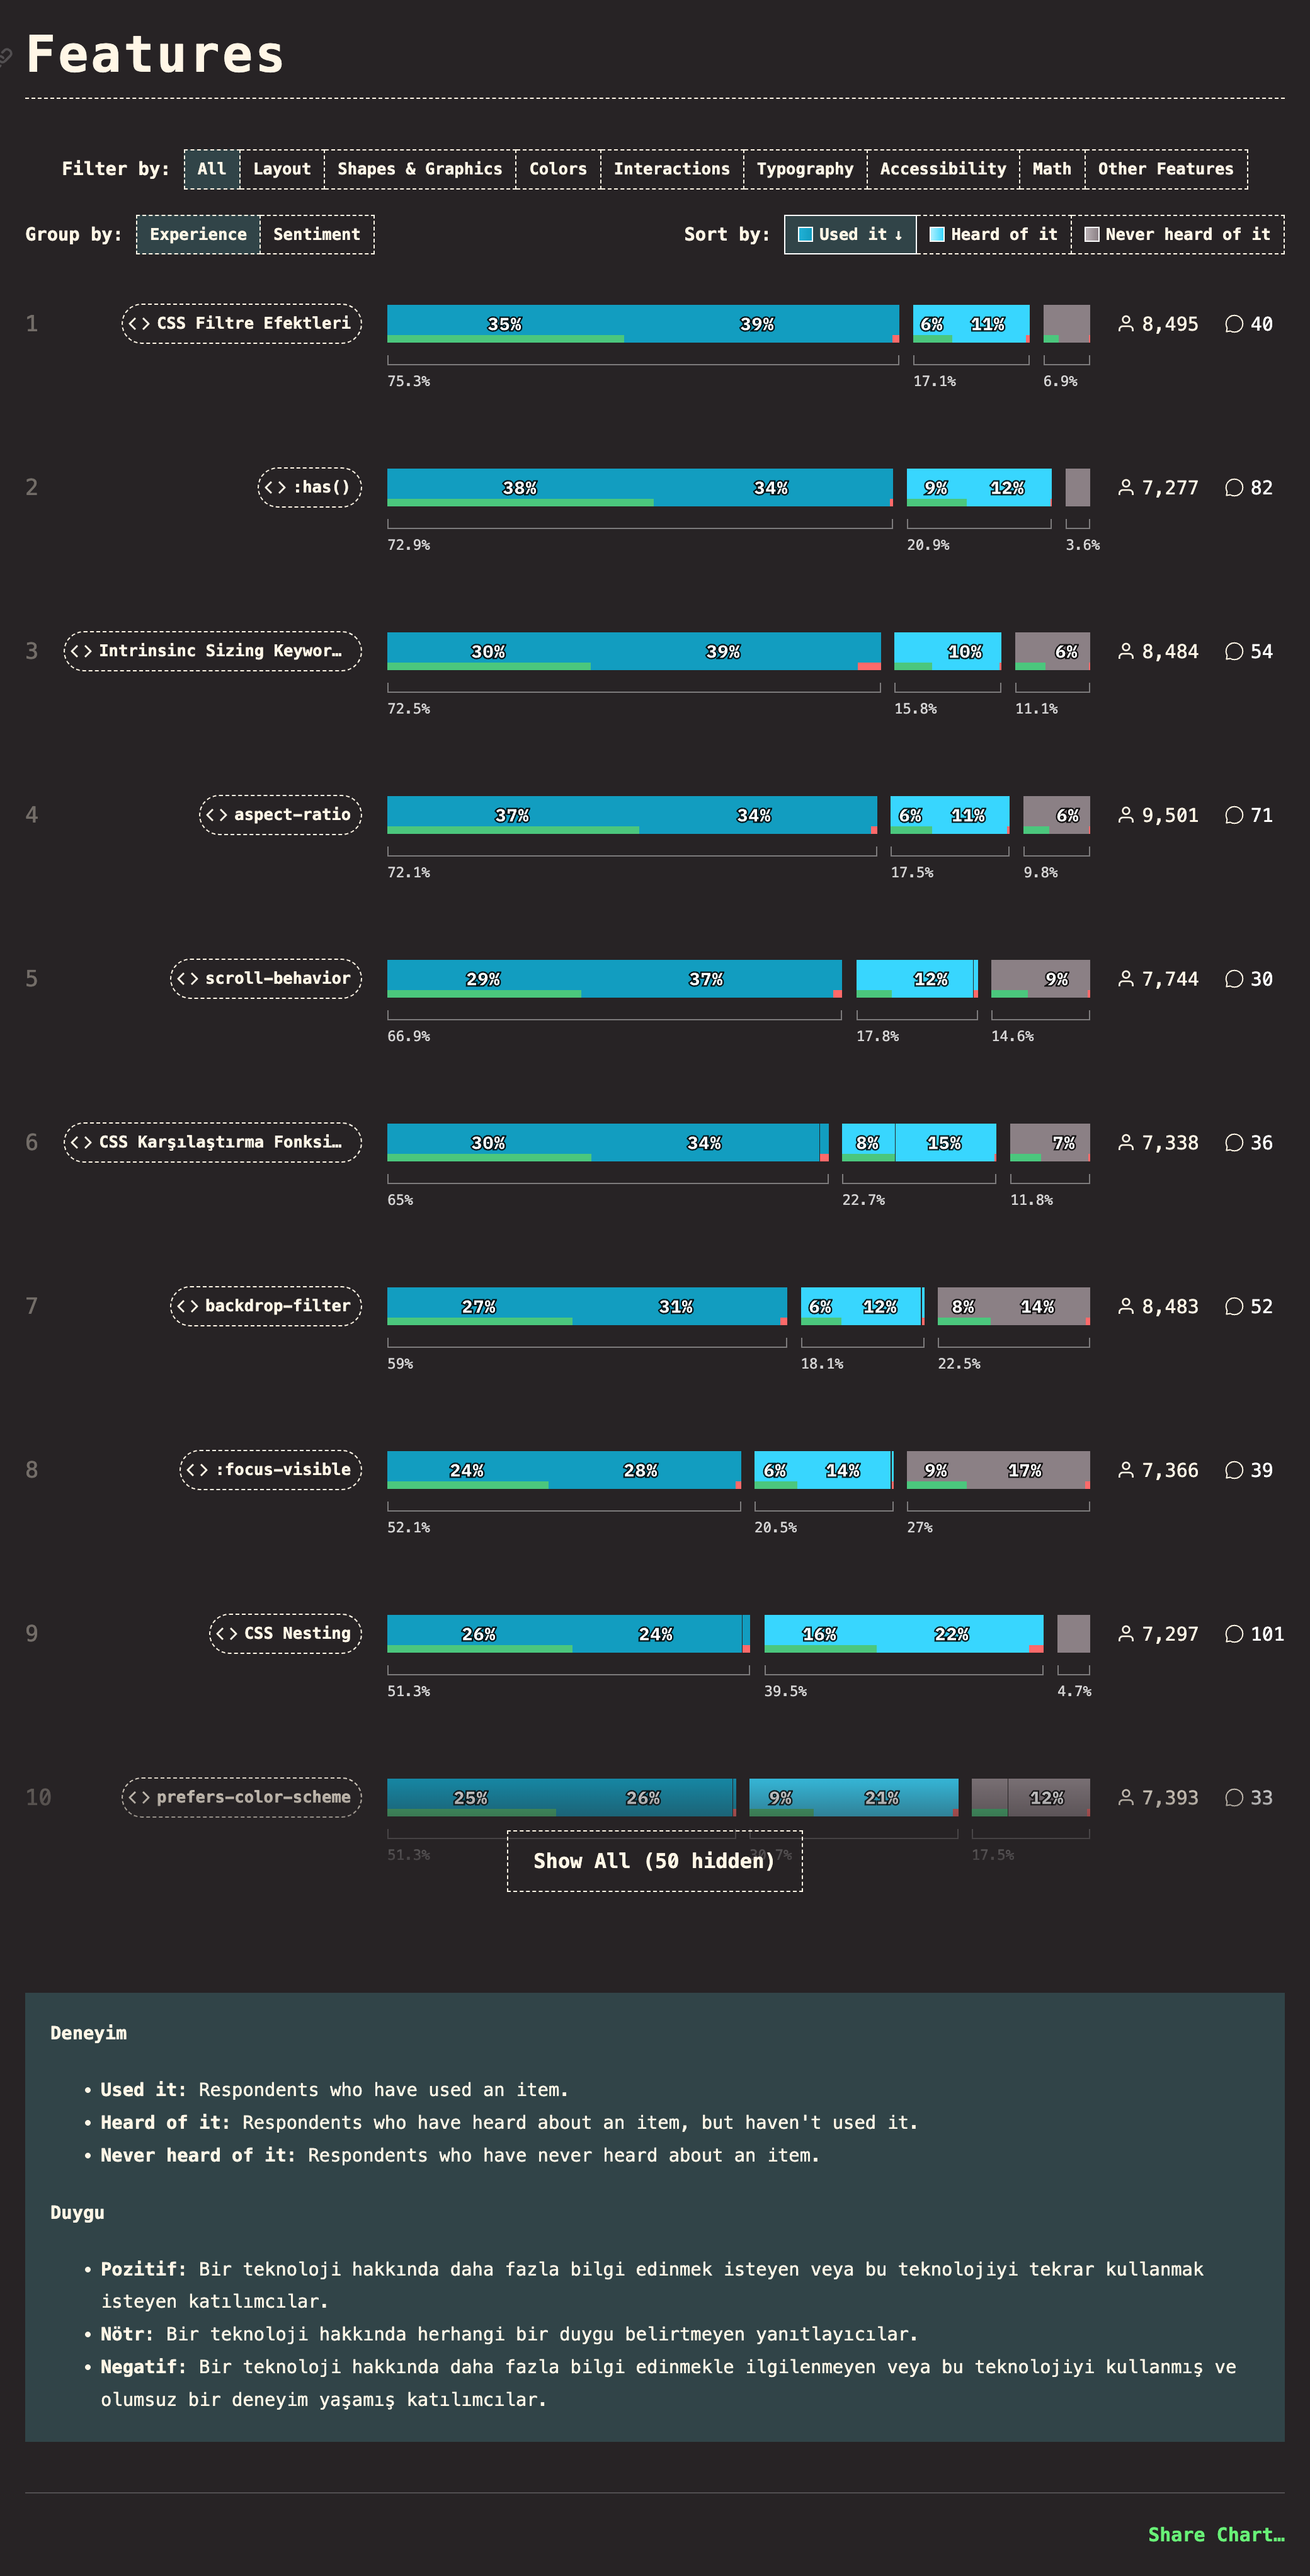 Features
Filter by: All Layout Shapes & Graphics Colors Interactions Typography Accessibility Math Other Features
Group by: Experience Sentiment Sort by: Used it ↓ Heard of it Never heard of it
1 <> CSS Filtre Efektleri 35% 39% 6% 11% 8,495 40
75.3% 17.1% 6.9%
2 <> :has() 38% 34% 9% 12% 7,277 82
72.9% 20.9% 3.6%
3 <> Intrinsinc Sizing Keywor… 30% 39% 10% 6% 8,484 54
72.5% 15.8% 11.1%
4 <> aspect-ratio 37% 34% 6% 11% 6% 9,501 71
72.1% 17.5% 9.8%
5 <> scroll-behavior 29% 37% 12% 9% 7,744 30
66.9% 17.8% 14.6%
6 <> CSS Karşılaştırma Fonksi… 30% 34% 8% 15% 7% 7,338 36
65% 22.7% 11.8%
7 <> backdrop-filter 27% 31% 6% 12% 8% 14% 8,483 52
59% 18.1% 22.5%
8 <> :focus-visible 24% 28% 6% 14% 9% 17% 7,366 39
52.1% 20.5% 27%
9 <> CSS Nesting 26% 24% 16% 22% 7,297 101
51.3% 39.5% 4.7%
10 <> prefers-color-scheme 25% 26% 9% 21% 12% 7,393 33
51.3% 17.5%
Show All (50 hidden)
Deneyim
• Used it: Respondents who have used an item.
• Heard of it: Respondents who have heard about an item, but haven't used it.
• Never heard of it: Respondents who have never heard about an item.
Duygu
• Pozitif: Bir teknoloji hakkında daha fazla bilgi edinmek isteyen veya bu teknolojiyi tekrar kullanmak
isteyen katılımcılar.
• Nötr: Bir teknoloji hakkında herhangi bir duygu belirtmeyen yanıtlayıcılar.
• Negatif: Bir teknoloji hakkında daha fazla bilgi edinmekle ilgilenmeyen veya bu teknolojiyi kullanmış ve
olumsuz bir deneyim yaşamış katılımcılar.
Share Chart…